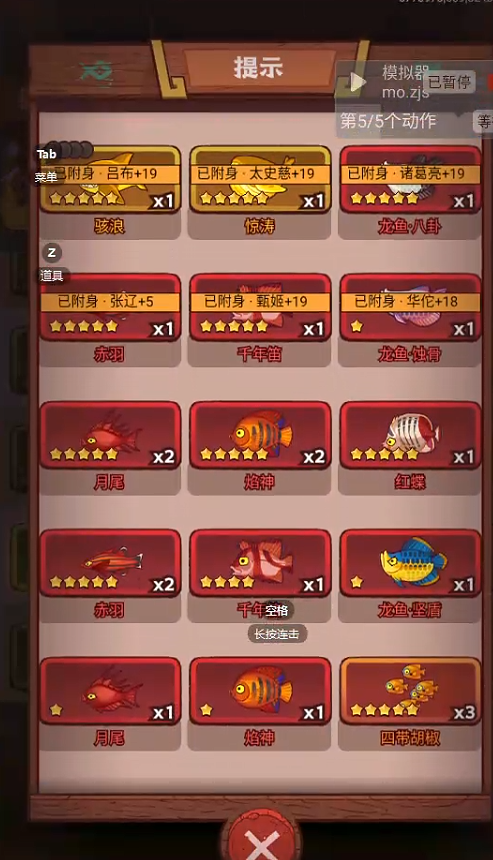 提示
模拟器
mo.zjs
已暂停
第5/5个动作
等
Tab
菜单
已附身 · 吕布+19
x1
骇浪
已附身 · 太史慈+19
x1
惊涛
已附身 · 诸葛亮+19
x1
龙鱼·八卦
Z
道具
已附身 · 张辽+5
x1
赤羽
已附身 · 甄姬+19
x1
千年笛
已附身 · 华佗+18
x1
龙鱼·蚀骨
x2
月尾
x2
焰神
x1
红蝶
x2
赤羽
x1
千年
空格
x1
龙鱼·坚盾
长按连击
x1
月尾
x1
焰神
x3
四带胡椒